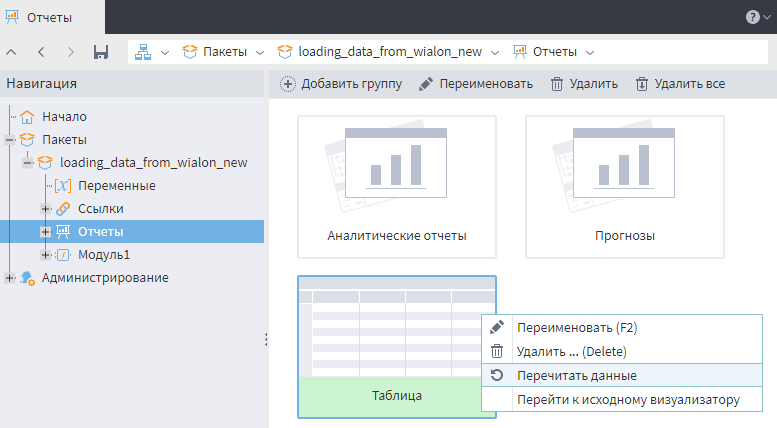 Отчеты
Пакеты loading_data_from_wialon_new Отчеты
Навигация
Добавить группу Переименовать Удалить Удалить все
Начало
Пакеты
loading_data_from_wialon_new
Переменные
Ссылки
Отчеты
Модуль1
Администрирование
Аналитические отчеты
Прогнозы
Таблица
Переименовать (F2)
Удалить ... (Delete)
Перечитать данные
Перейти к исходному визуализатору